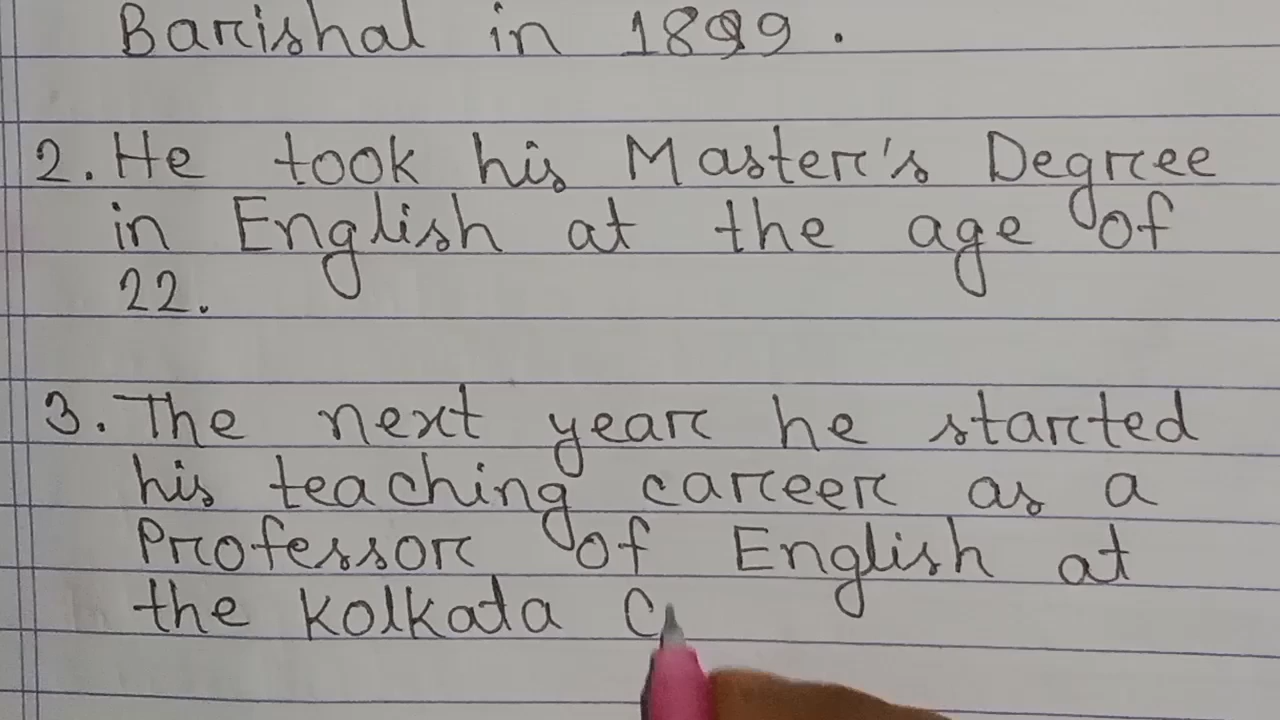 Barishal in 1899.
2. He took his Master's Degree
in English at the age of
22.
3. The next year he started
his teaching career as a
Professor of English at
the Kolkata C